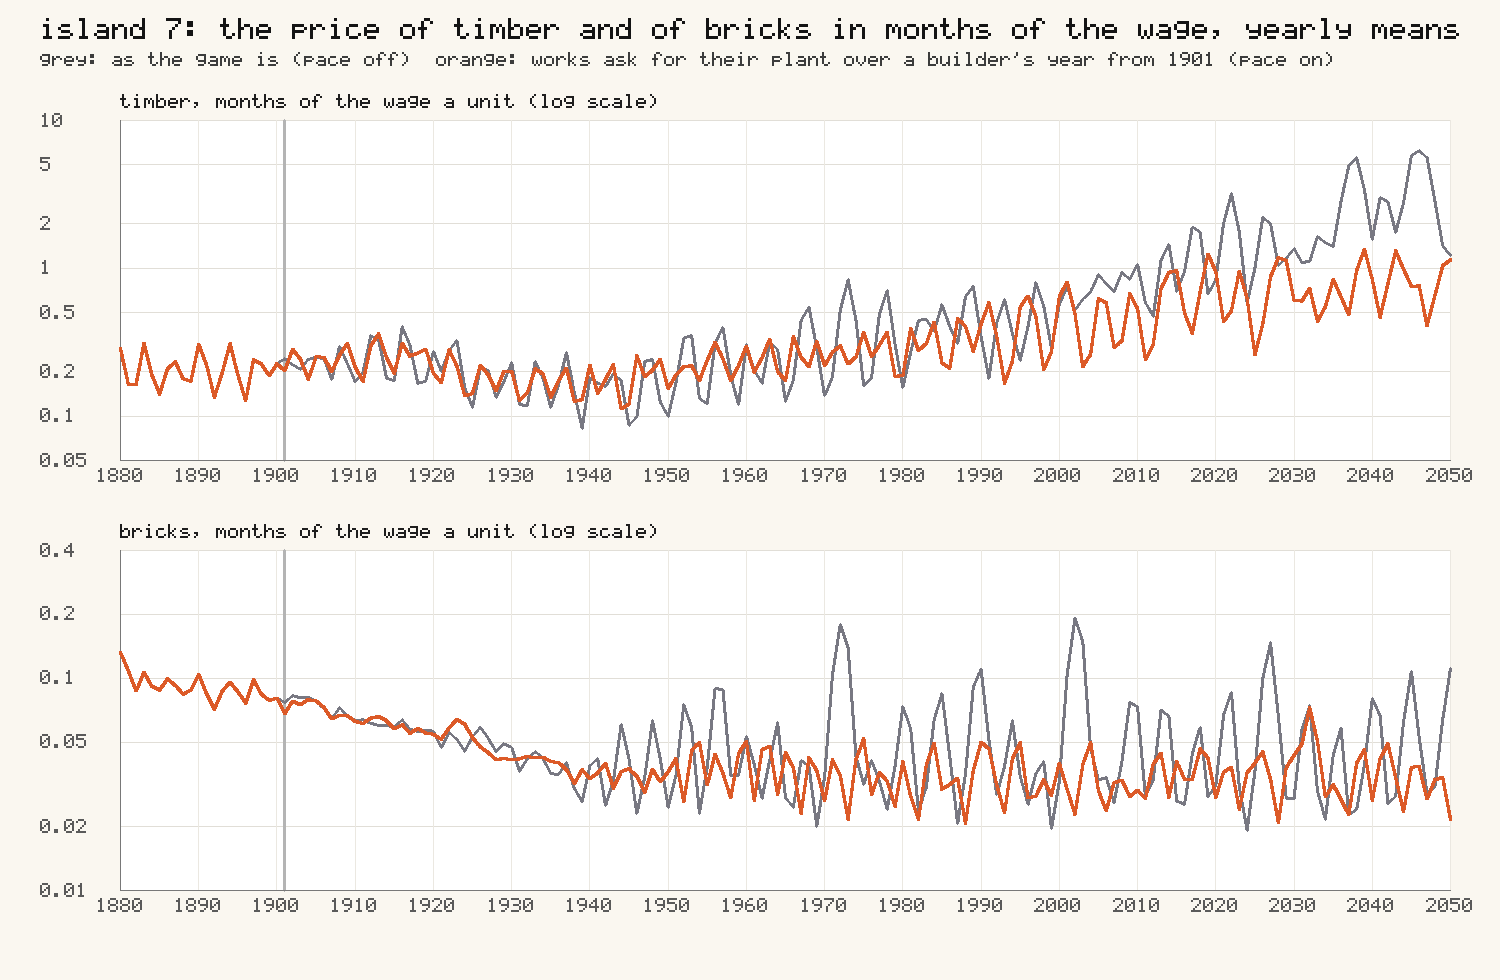 island 7: the price of timber and of bricks in months of the wage, yearly means
grey: as the game is (pace off)  orange: works ask for their plant over a builder's year from 1901 (pace on)
timber, months of the wage a unit (log scale)
10
5
2
1
0.5
0.2
0.1
0.05
1880 1890 1900 1910 1920 1930 1940 1950 1960 1970 1980 1990 2000 2010 2020 2030 2040 2050
bricks, months of the wage a unit (log scale)
0.4
0.2
0.1
0.05
0.02
0.01
1880 1890 1900 1910 1920 1930 1940 1950 1960 1970 1980 1990 2000 2010 2020 2030 2040 2050